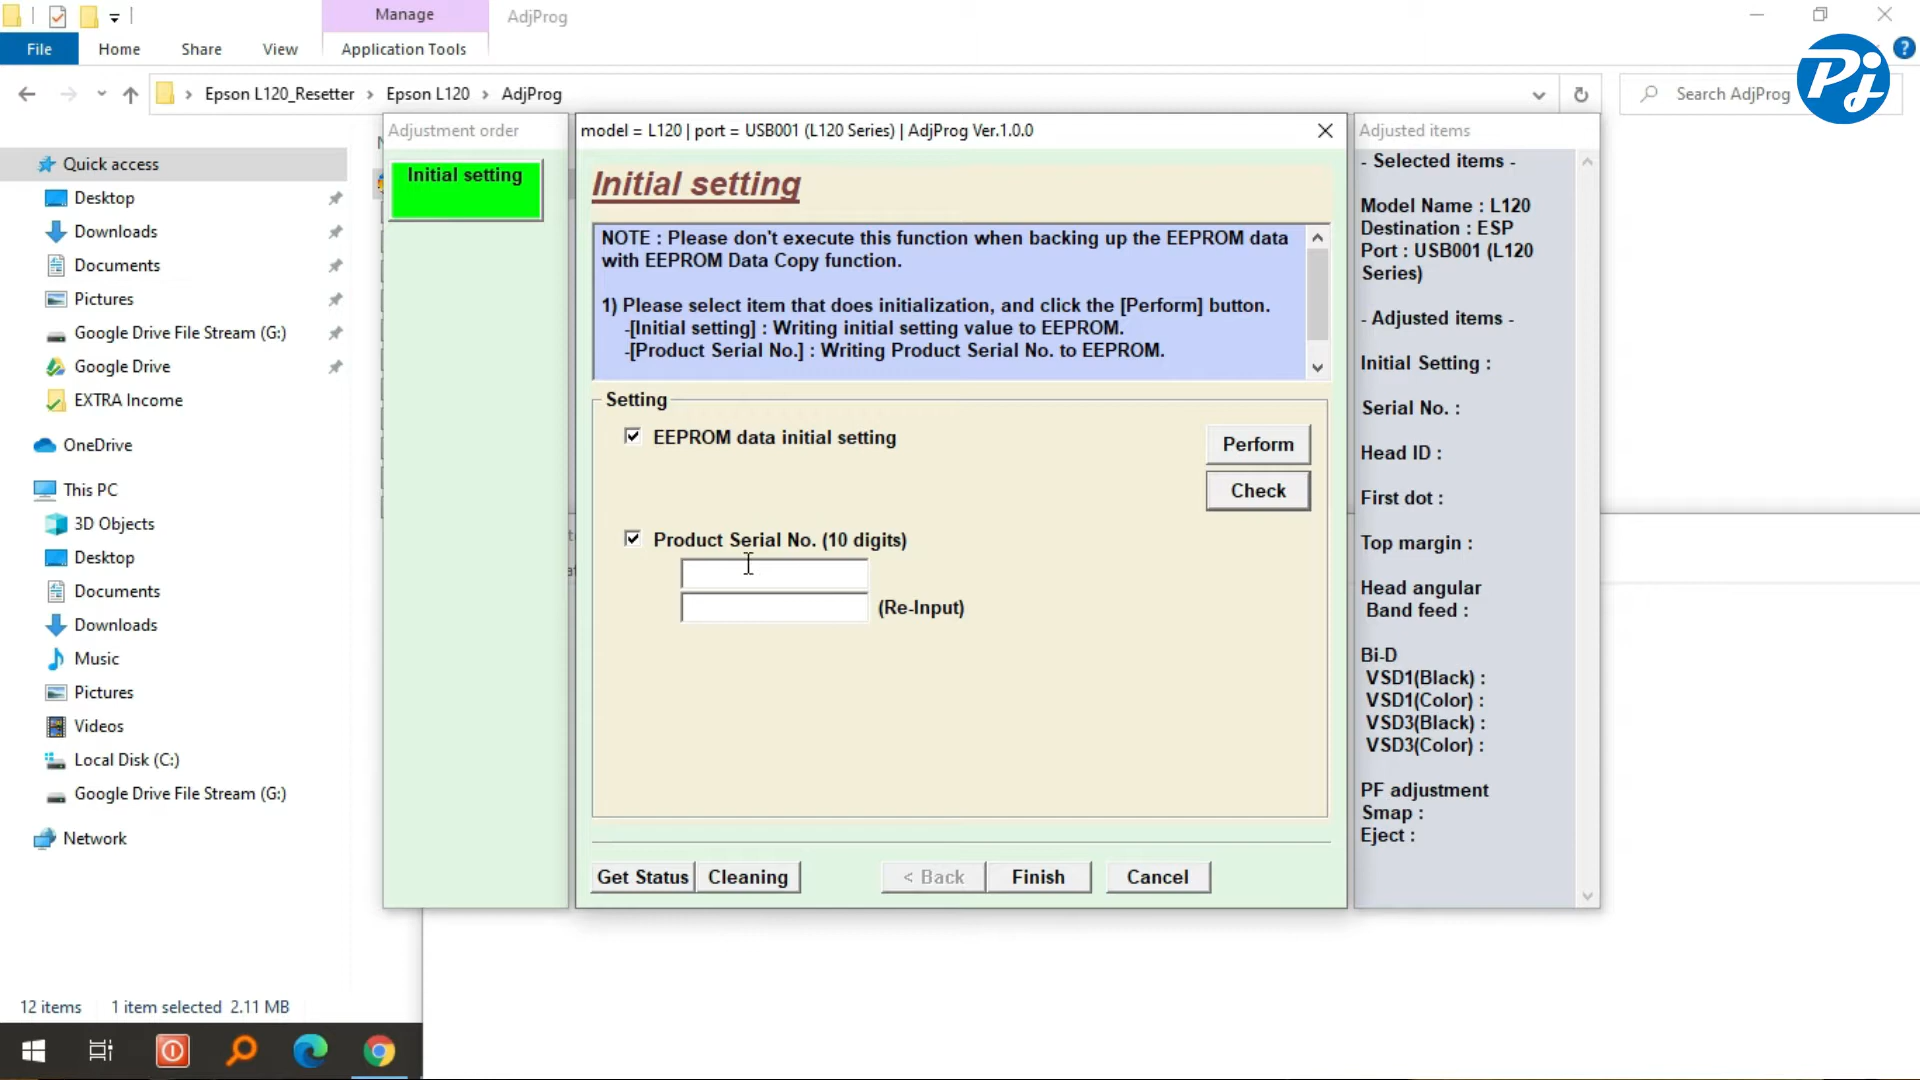 Manage
AdjProg
File
Home
Share
View
Application Tools
Epson L120_Resetter
Epson L120
AdjProg
Search AdjProg
Pj
?
Quick access
Desktop
Downloads
Documents
Pictures
Google Drive File Stream (G:)
Google Drive
EXTRA Income
OneDrive
This PC
3D Objects
Desktop
Documents
Downloads
Music
Pictures
Videos
Local Disk (C:)
Google Drive File Stream (G:)
Network
12 items
1 item selected 2.11 MB
Adjustment order
Initial setting
model = L120 | port = USB001 (L120 Series) | AdjProg Ver.1.0.0
Initial setting
NOTE : Please don't execute this function when backing up the EEPROM data
with EEPROM Data Copy function.
1) Please select item that does initialization, and click the [Perform] button.
-[Initial setting] : Writing initial setting value to EEPROM.
-[Product Serial No.] : Writing Product Serial No. to EEPROM.
Setting
EEPROM data initial setting
Perform
Check
Product Serial No. (10 digits)
(Re-Input)
Get Status
Cleaning
< Back
Finish
Cancel
Adjusted items
- Selected items -
Model Name : L120
Destination : ESP
Port : USB001 (L120
Series)
- Adjusted items -
Initial Setting :
Serial No. :
Head ID :
First dot :
Top margin :
Head angular
Band feed :
Bi-D
VSD1(Black) :
VSD1(Color) :
VSD3(Black) :
VSD3(Color) :
PF adjustment
Smap :
Eject :